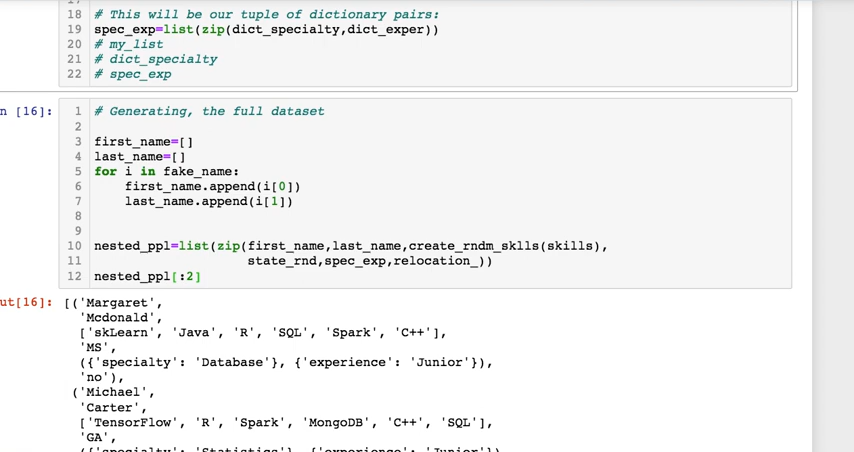 18 # This will be our tuple of dictionary pairs:
19 spec_exp=list(zip(dict_specialty,dict_exper))
20 # my_list
21 # dict_specialty
22 # spec_exp
n [16]:
1 # Generating, the full dataset
2
3 first_name=[]
4 last_name=[]
5 for i in fake_name:
6     first_name.append(i[0])
7     last_name.append(i[1])
8
9
10 nested_ppl=list(zip(first_name,last_name,create_rndm_sklls(skills),
11                     state_rnd,spec_exp,relocation_))
12 nested_ppl[:2]
ut[16]: [('Margaret',
'Mcdonald',
['skLearn', 'Java', 'R', 'SQL', 'Spark', 'C++'],
'MS',
({'specialty': 'Database'}, {'experience': 'Junior'}),
'no'),
('Michael',
'Carter',
['TensorFlow', 'R', 'Spark', 'MongoDB', 'C++', 'SQL'],
'GA',
({'specialty': 'Statistics'}, {'experience': 'Junior'})